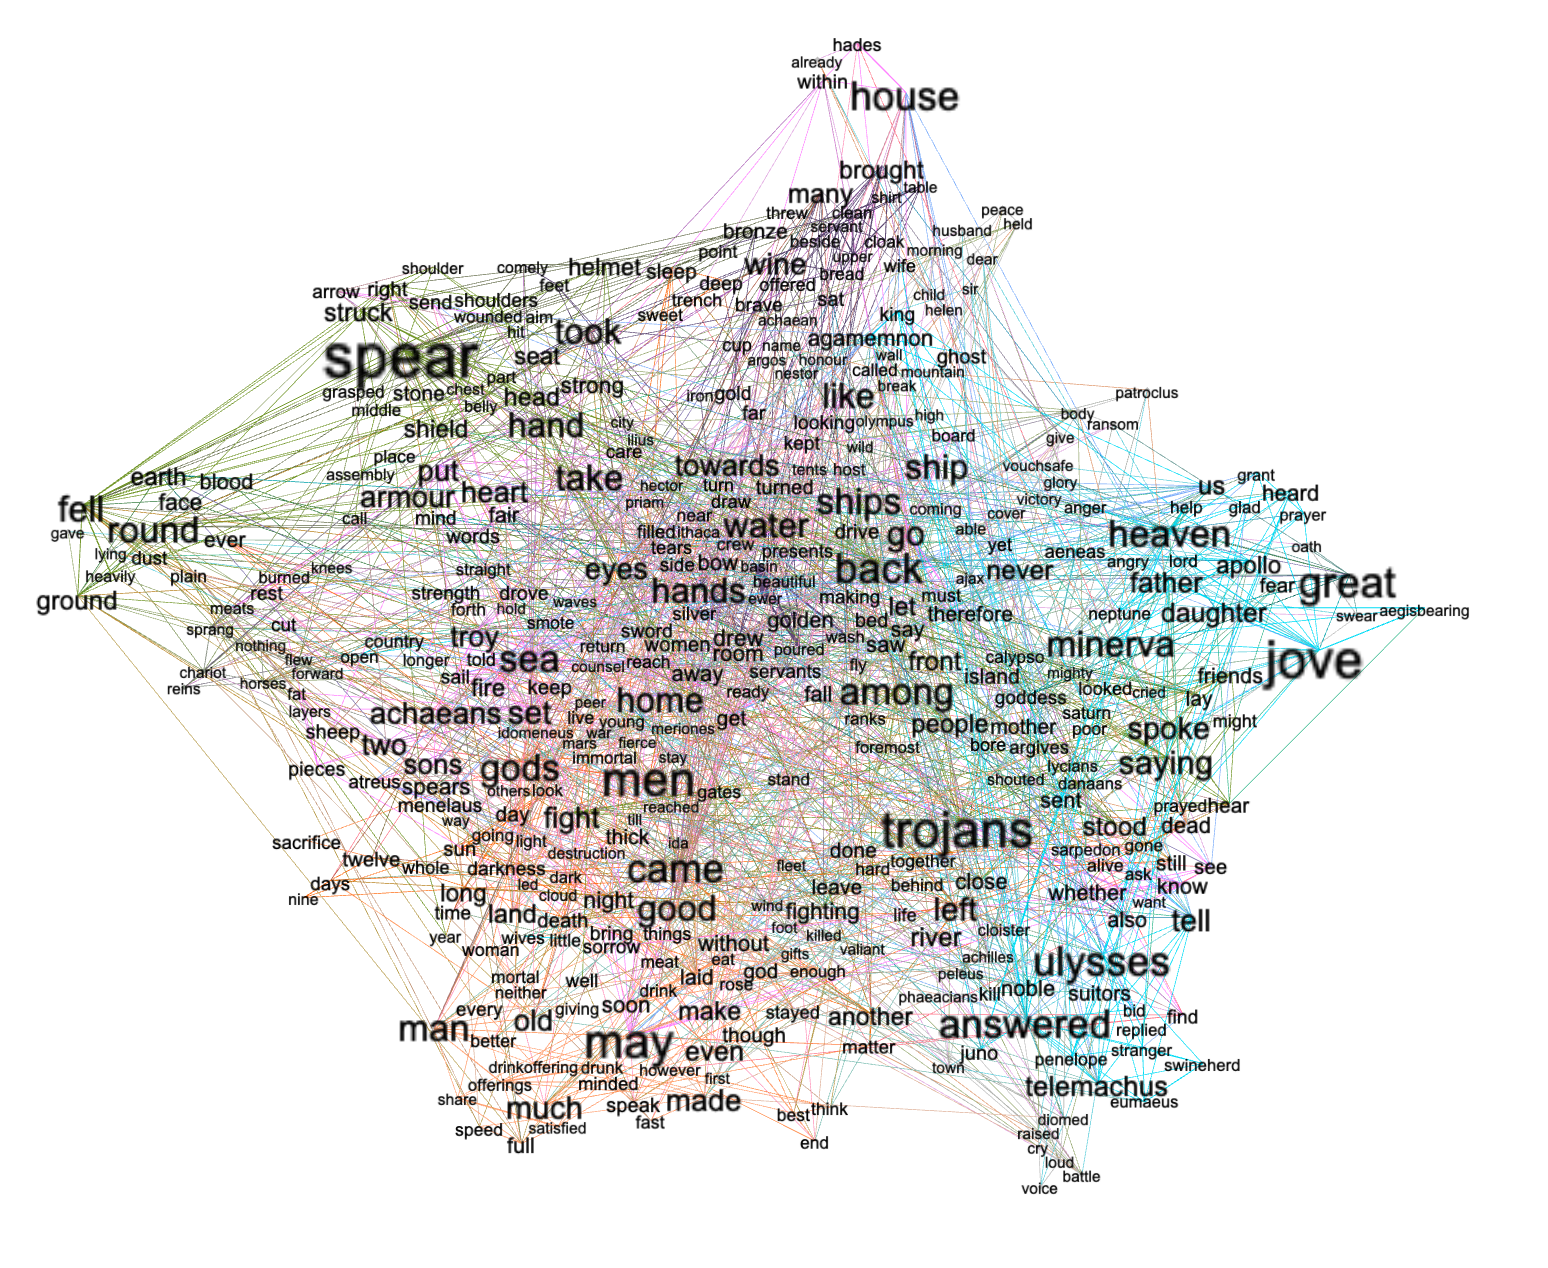 hades
already
within
house
brought
table
many
shirt
threw
clean
peace
held
servant
bronze
husband
beside
cloak
morning
point
upper
dear
shoulder
comely
helmet
sleep
wine
bread
wife
feet
deep
offered
sir
arrow
right
send
shoulders
trench
brave
sat
child
struck
wounded
aim
sweet
achaean
king
helen
hit
took
agamemnon
spear
seat
cup
name
wall
ghost
argos
honour
called
mountain
nestor
part
break
grasped
stone
chest
head
strong
iron
gold
like
patroclus
middle
belly
far
body
shield
hand
city
looking
olympus
high
ransom
ilius
kept
wild
board
give
care
place
towards
tents
host
ship
vouchsafe
assembly
put
take
hector
turn
turned
glory
us
grant
earth
blood
armour
heart
priam
draw
ships
victory
heard
fell
face
call
mind
fair
near
coming
cover
anger
help
glad
prayer
gave
round
ever
words
filled
ithaca
water
drive
go
able
heaven
lying
dust
tears
crew
presents
yet
aeneas
oath
heavily
plain
burned
knees
straight
eyes
side
bow
basin
back
never
angry
lord
apollo
ground
rest
strength
drove
hands
ewer
beautiful
making
ajax
must
father
fear
great
meats
forth
hold
waves
silver
golden
bed
let
therefore
neptune
daughter
swear
aegisbearing
sprang
cut
smote
sword
drew
wash
say
nothing
country
troy
return
women
room
poured
saw
minerva
chariot
flew
open
longer
told
sea
counsel
reach
fly
front
calypso
jove
reins
forward
sail
away
servants
island
mighty
friends
horses
fat
fire
keep
home
ready
fall
among
goddess
looked
cried
lay
layers
achaeans
set
peer
live
young
get
ranks
people
mother
saturn
might
sheep
idomeneus
war
meriones
poor
spoke
two
mars
fierce
foremost
bore
argives
pieces
sons
gods
immortal
stay
lycians
saying
atreus
spears
others
look
men
gates
stand
shouted
danaans
menelaus
reached
sent
prayed
hear
way
day
fight
till
trojans
stood
dead
sacrifice
going
light
thick
ida
twelve
sun
destruction
done
sarpedon
gone
whole
darkness
came
fleet
hard
together
alive
still
see
days
led
dark
leave
behind
close
ask
nine
long
cloud
night
good
whether
know
time
land
death
wind
fighting
life
left
want
also
tell
year
wives
little
bring
things
foot
killed
river
cloister
woman
sorrow
without
valiant
mortal
well
meat
eat
gifts
achilles
ulysses
neither
laid
god
enough
peleus
every
giving
soon
drink
rose
phaeacians
kill
noble
suitors
man
old
make
stayed
another
answered
bid
find
better
may
though
replied
even
matter
juno
stranger
drinkoffering
drunk
however
town
penelope
swineherd
offerings
minded
first
telemachus
share
much
speak
made
best
think
eumaeus
speed
satisfied
fast
diomed
full
end
raised
cry
loud
battle
voice